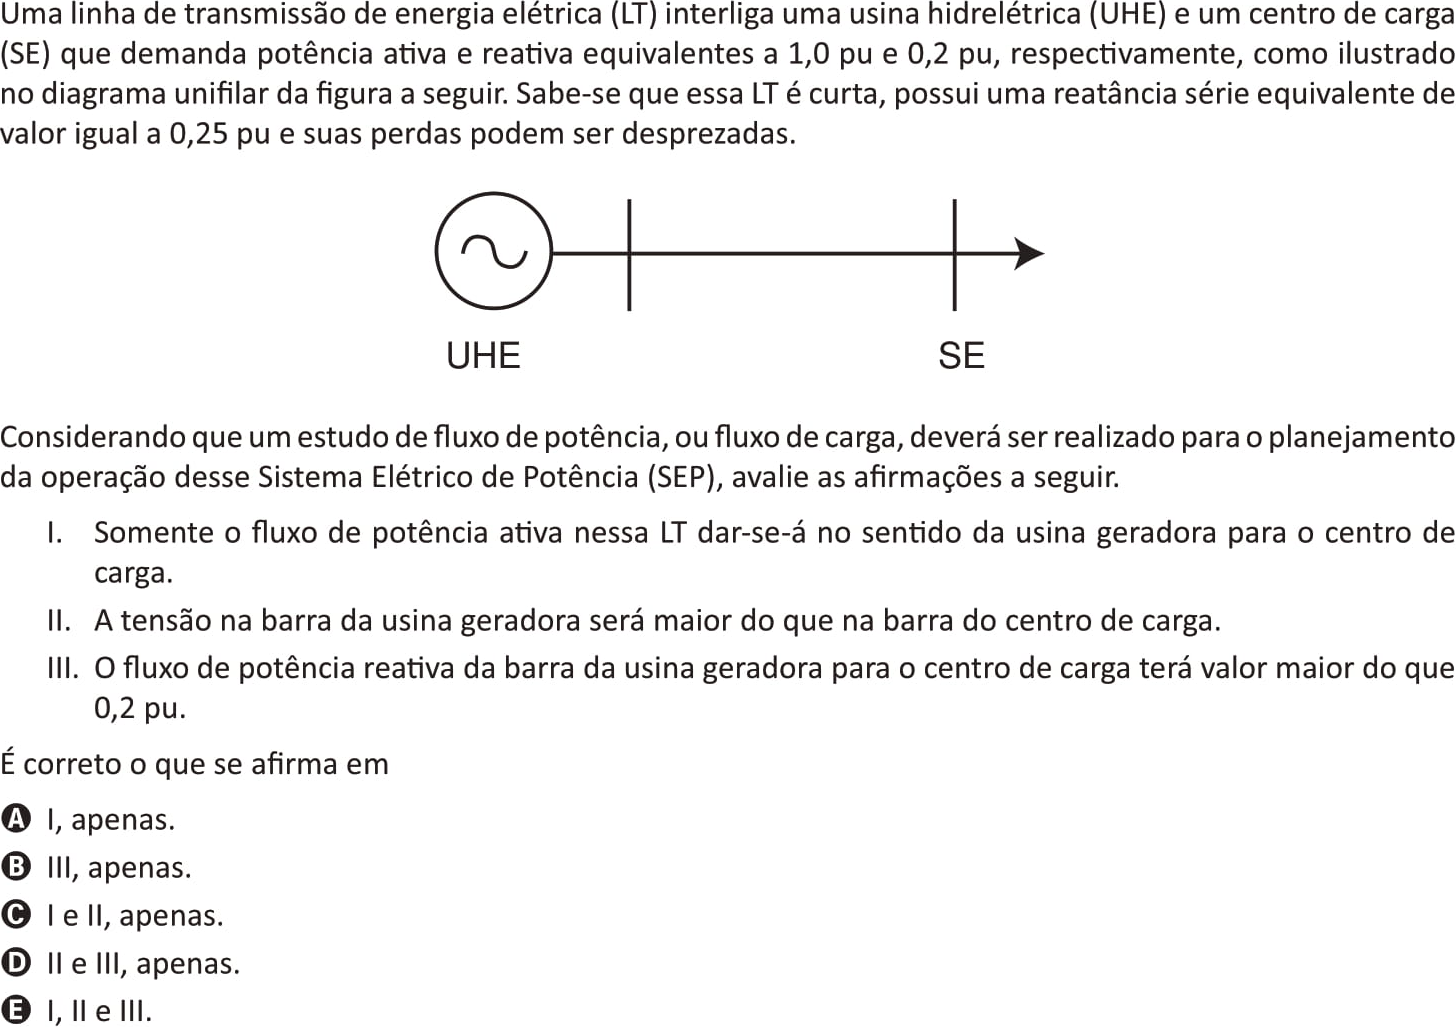 Uma linha de transmissão de energia elétrica (LT) interliga uma usina hidrelétrica (UHE) e um centro de carga
(SE) que demanda potência ativa e reativa equivalentes a 1,0 pu e 0,2 pu, respectivamente, como ilustrado
no diagrama unifilar da figura a seguir. Sabe-se que essa LT é curta, possui uma reatância série equivalente de
valor igual a 0,25 pu e suas perdas podem ser desprezadas.
UHE SE
Considerando que um estudo de fluxo de potência, ou fluxo de carga, deverá ser realizado para o planejamento
da operação desse Sistema Elétrico de Potência (SEP), avalie as afirmações a seguir.
I. Somente o fluxo de potência ativa nessa LT dar-se-á no sentido da usina geradora para o centro de
carga.
II. A tensão na barra da usina geradora será maior do que na barra do centro de carga.
III. O fluxo de potência reativa da barra da usina geradora para o centro de carga terá valor maior do que
0,2 pu.
É correto o que se afirma em
A I, apenas.
B III, apenas.
C I e II, apenas.
D II e III, apenas.
E I, II e III.